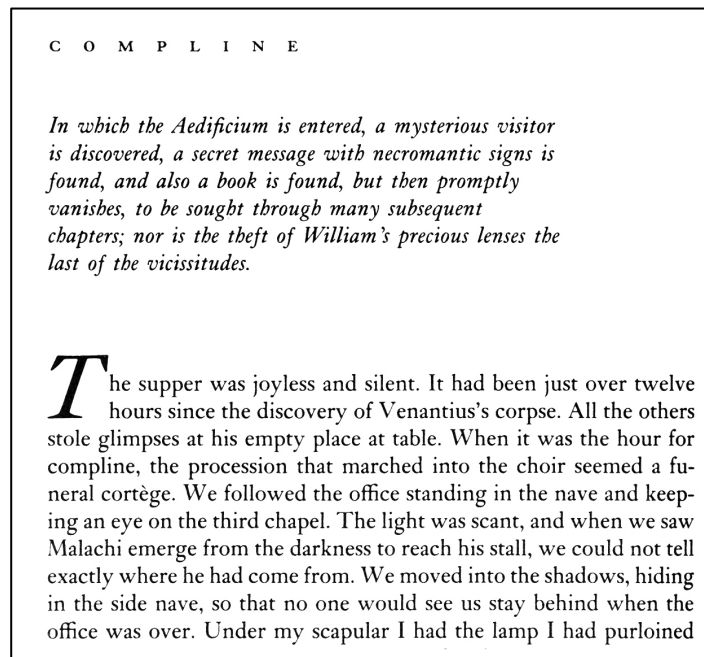 COMPLINE
In which the Aedificium is entered, a mysterious visitor
is discovered, a secret message with necromantic signs is
found, and also a book is found, but then promptly
vanishes, to be sought through many subsequent
chapters; nor is the theft of William's precious lenses the
last of the vicissitudes.
The supper was joyless and silent. It had been just over twelve
hours since the discovery of Venantius's corpse. All the others
stole glimpses at his empty place at table. When it was the hour for
compline, the procession that marched into the choir seemed a fu-
neral cortège. We followed the office standing in the nave and keep-
ing an eye on the third chapel. The light was scant, and when we saw
Malachi emerge from the darkness to reach his stall, we could not tell
exactly where he had come from. We moved into the shadows, hiding
in the side nave, so that no one would see us stay behind when the
office was over. Under my scapular I had the lamp I had purloined